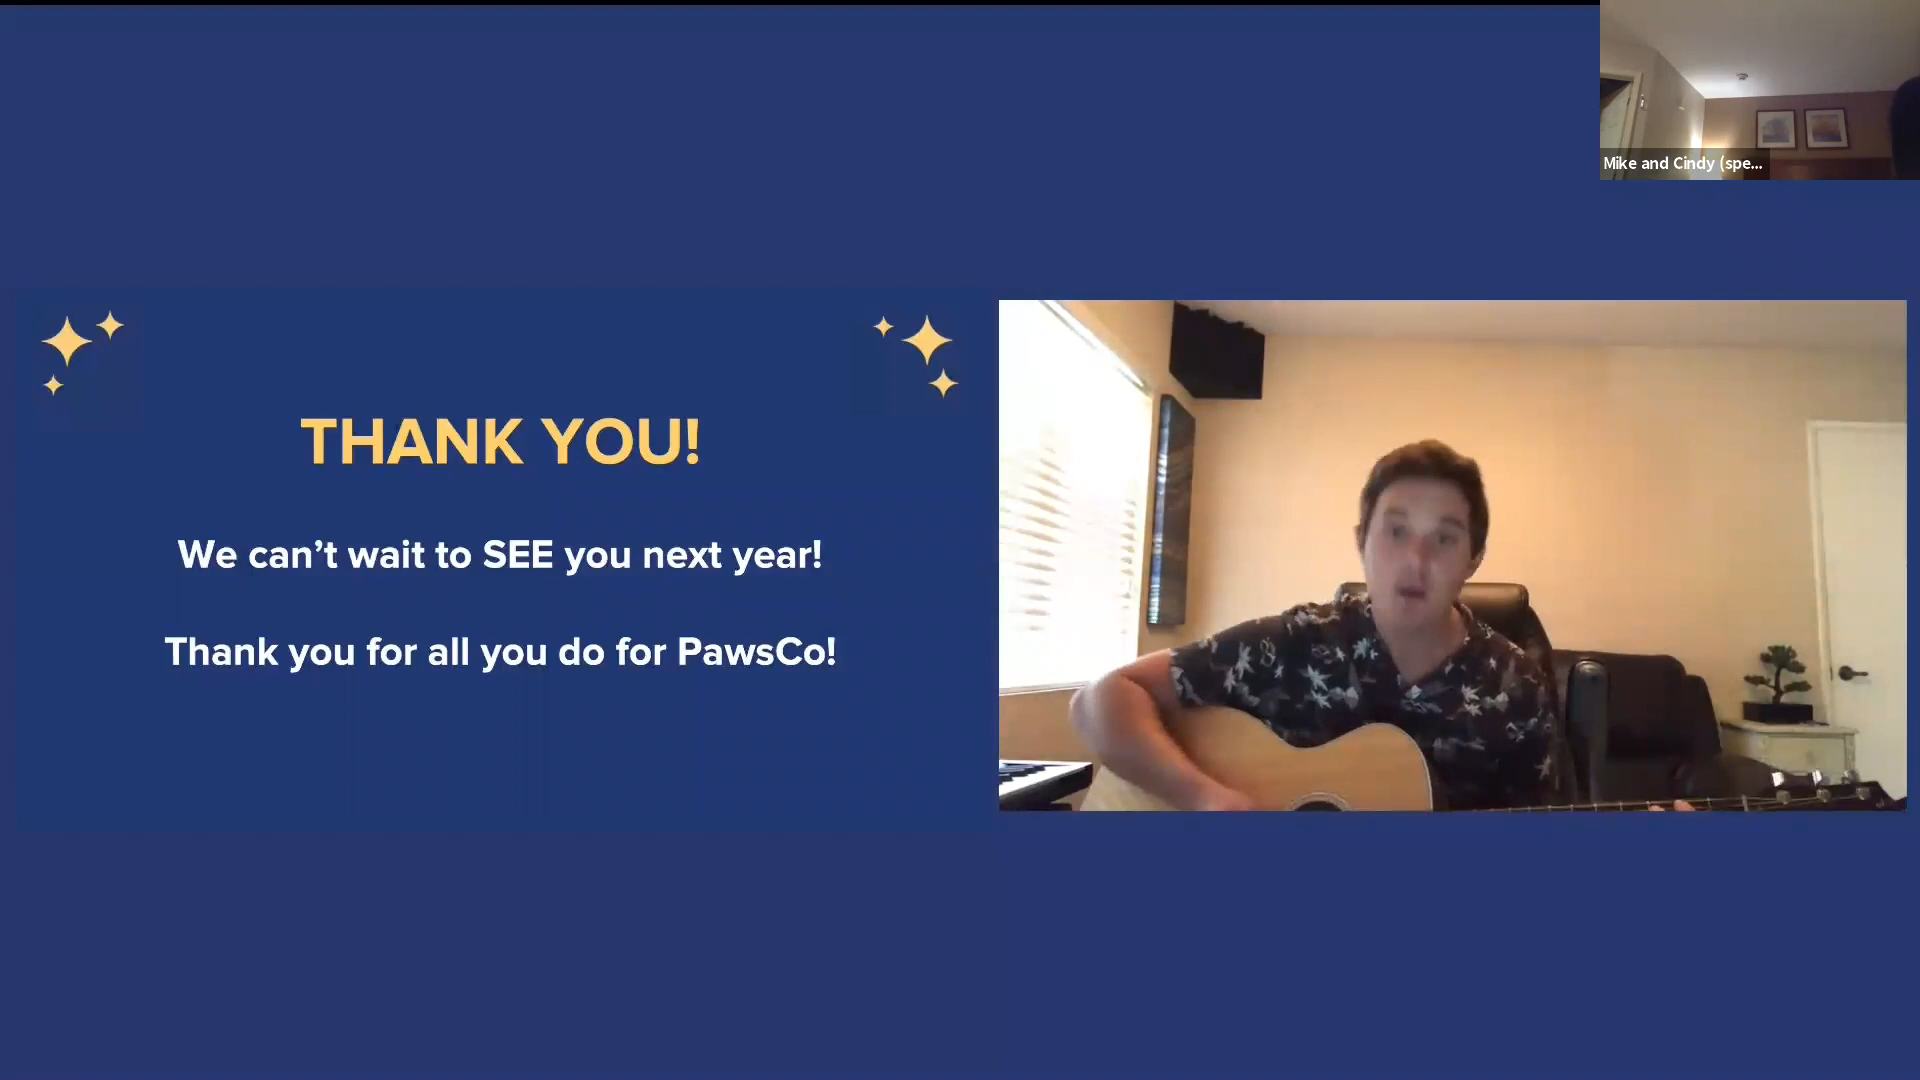 Mike and Cindy (spe...
THANK YOU!
We can’t wait to SEE you next year!
Thank you for all you do for PawsCo!